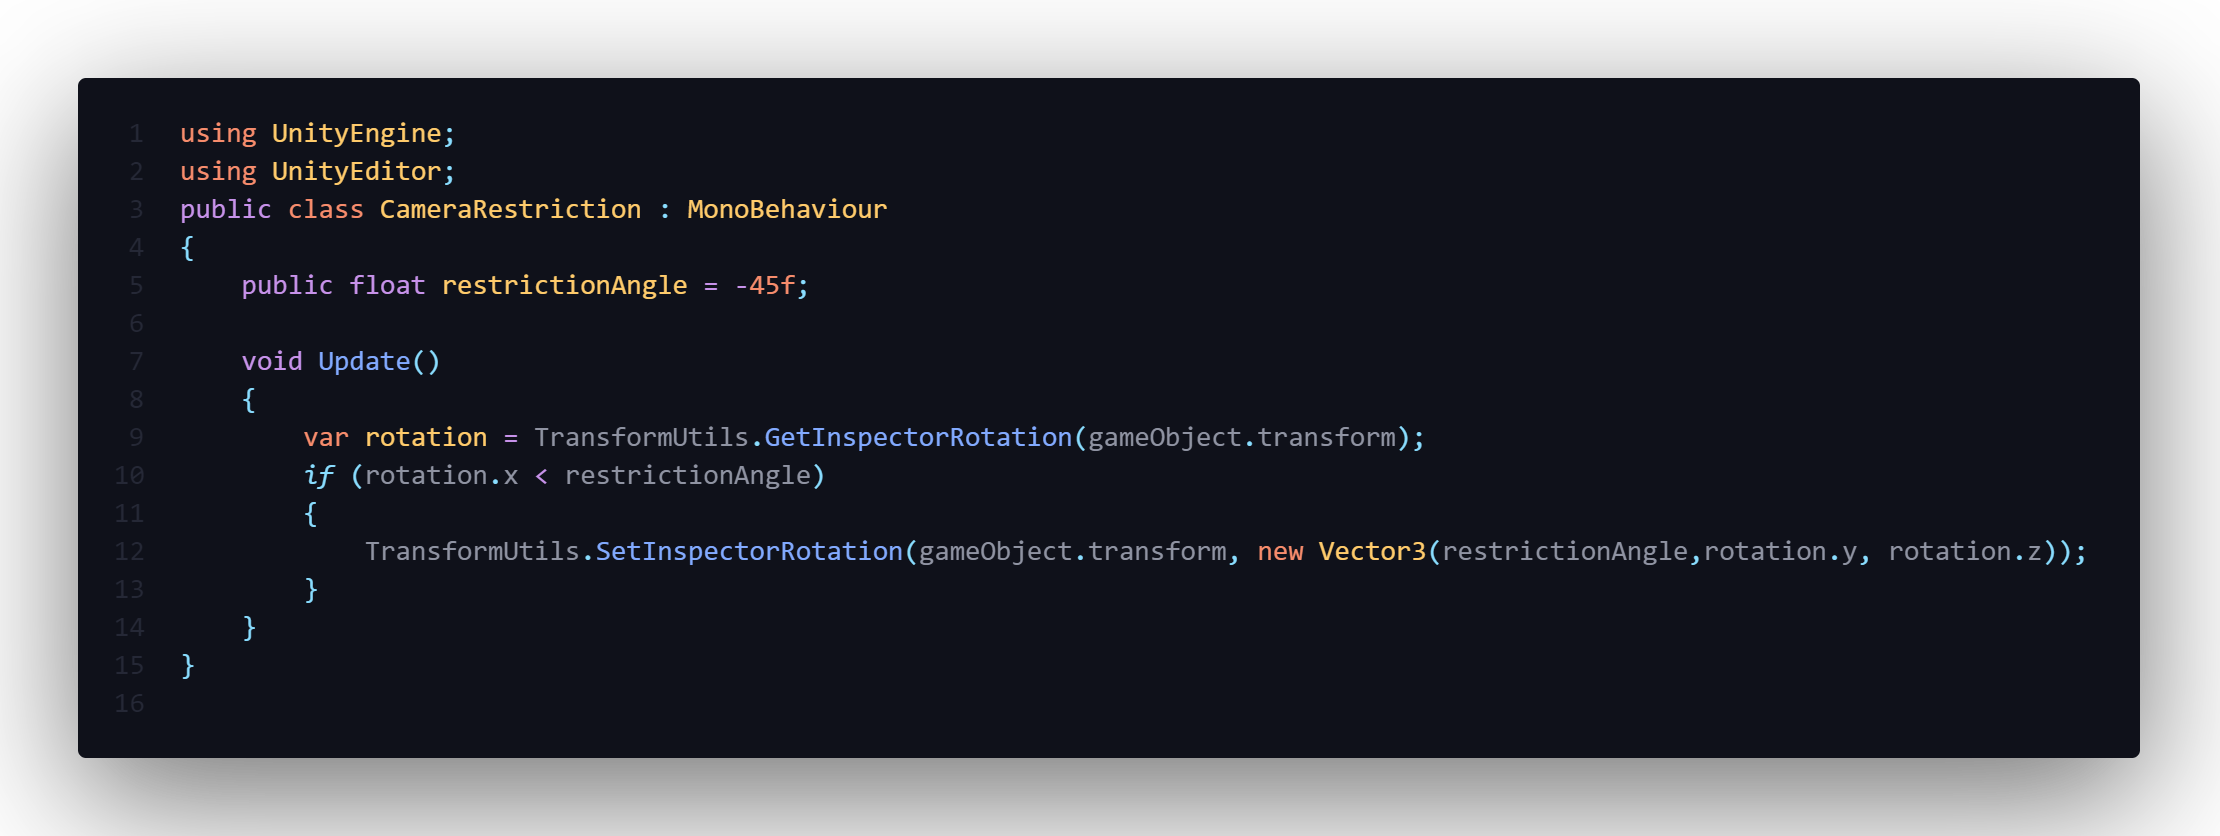 1 using UnityEngine;
2 using UnityEditor;
3 public class CameraRestriction : MonoBehaviour
4 {
5     public float restrictionAngle = -45f;
6
7     void Update()
8     {
9         var rotation = TransformUtils.GetInspectorRotation(gameObject.transform);
10         if (rotation.x < restrictionAngle)
11         {
12             TransformUtils.SetInspectorRotation(gameObject.transform, new Vector3(restrictionAngle,rotation.y, rotation.z));
13         }
14     }
15 }
16